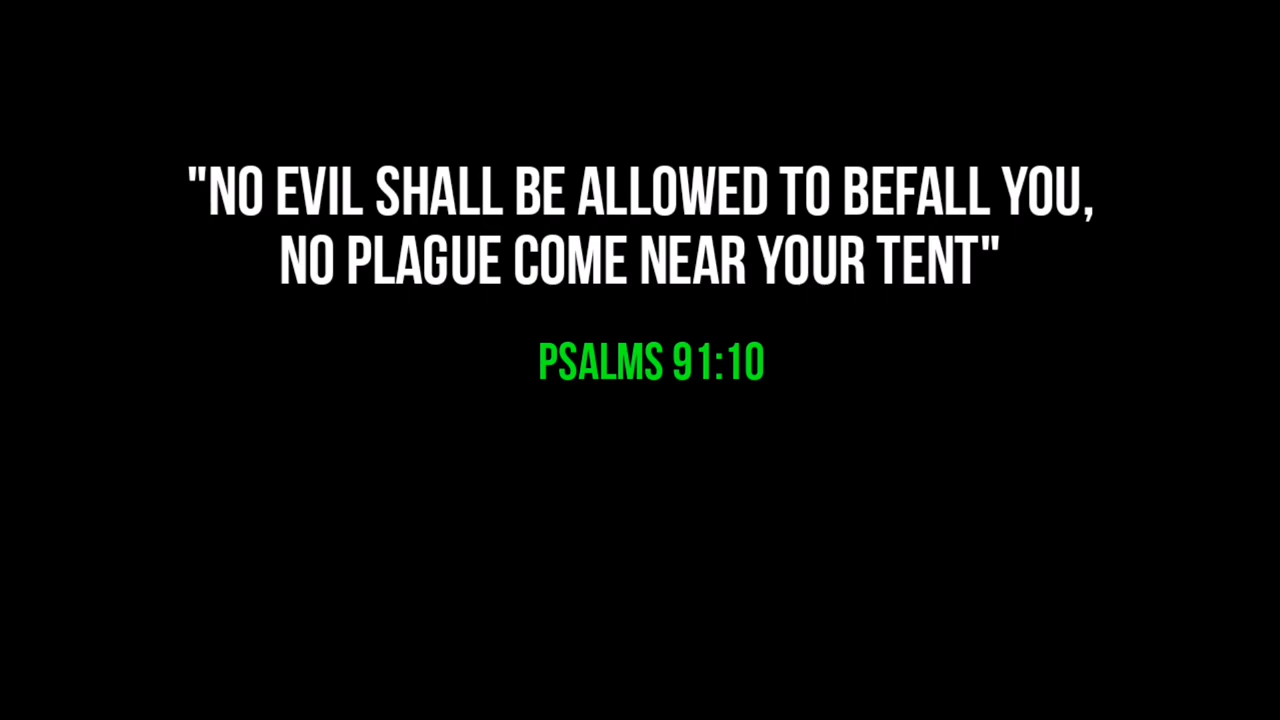 "NO EVIL SHALL BE ALLOWED TO BEFALL YOU,
NO PLAGUE COME NEAR YOUR TENT"
PSALMS 91:10